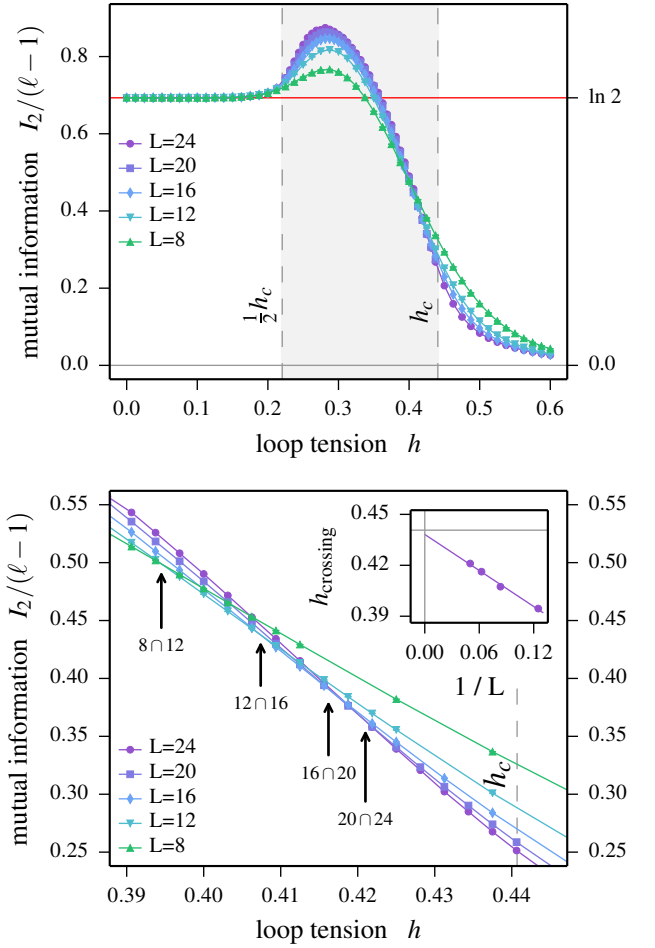 mutual information I₂/(ℓ − 1)
0.8
0.6
0.4
0.2
0.0
ln 2
0.0
L=24
L=20
L=16
L=12
L=8
½ h_c
h_c
0.0 0.1 0.2 0.3 0.4 0.5 0.6
loop tension h
mutual information I₂/(ℓ − 1)
0.55
0.50
0.45
0.40
0.35
0.30
0.25
0.55
0.50
0.45
0.40
0.35
0.30
0.25
h_crossing
0.45
0.42
0.39
0.00 0.06 0.12
1 / L
8∩12
12∩16
16∩20
20∩24
h_c
L=24
L=20
L=16
L=12
L=8
0.39 0.40 0.41 0.42 0.43 0.44
loop tension h